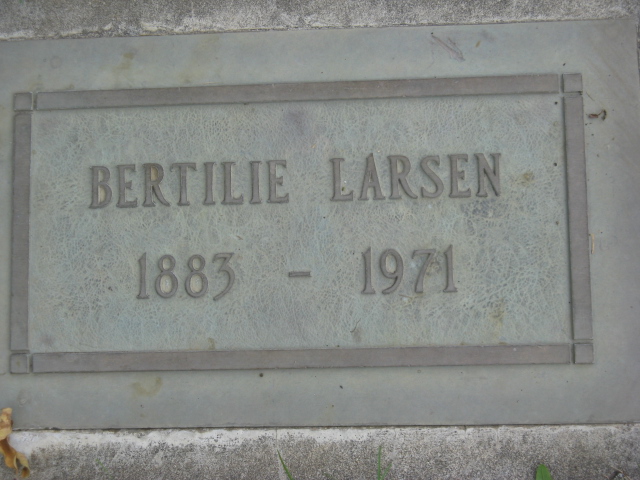 BERTILIE LARSEN
1883 - 1971